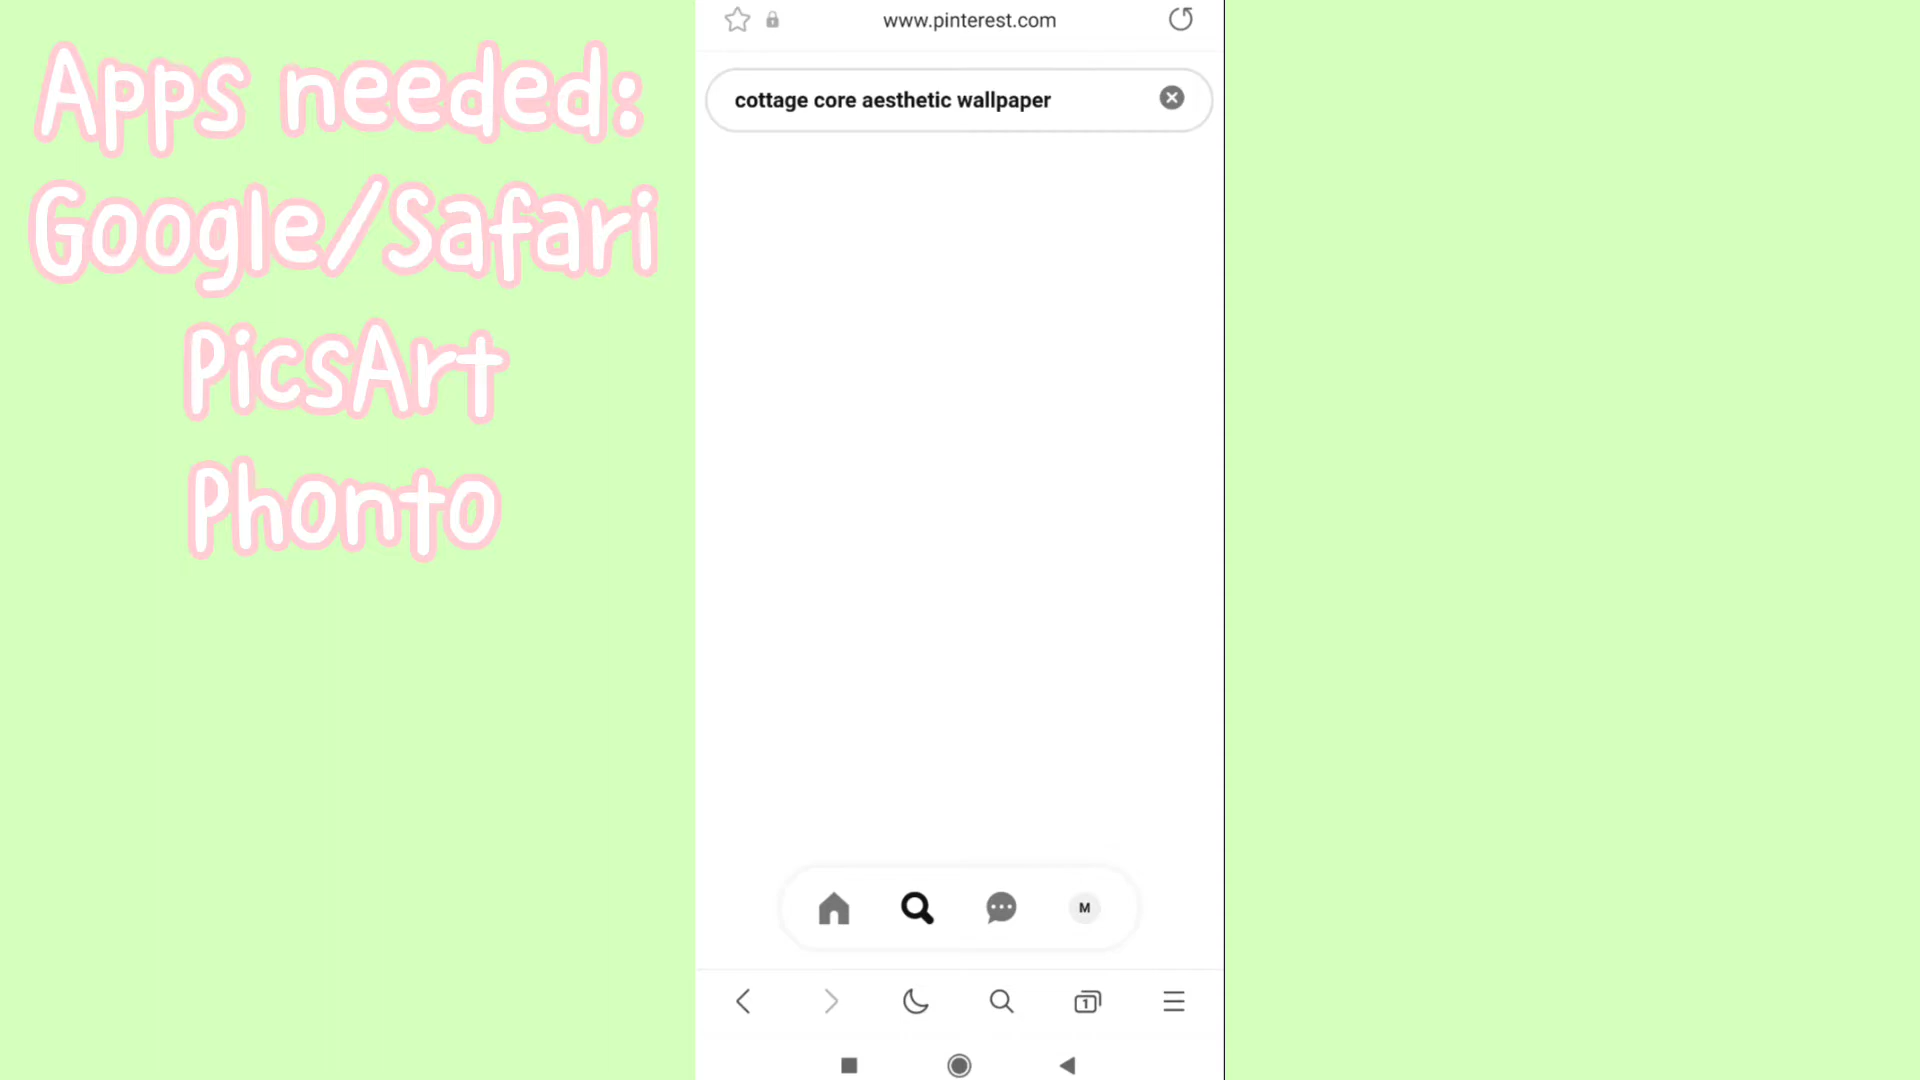 Apps needed:
Google/Safari
PicsArt
Phonto
www.pinterest.com
cottage core aesthetic wallpaper
M
1